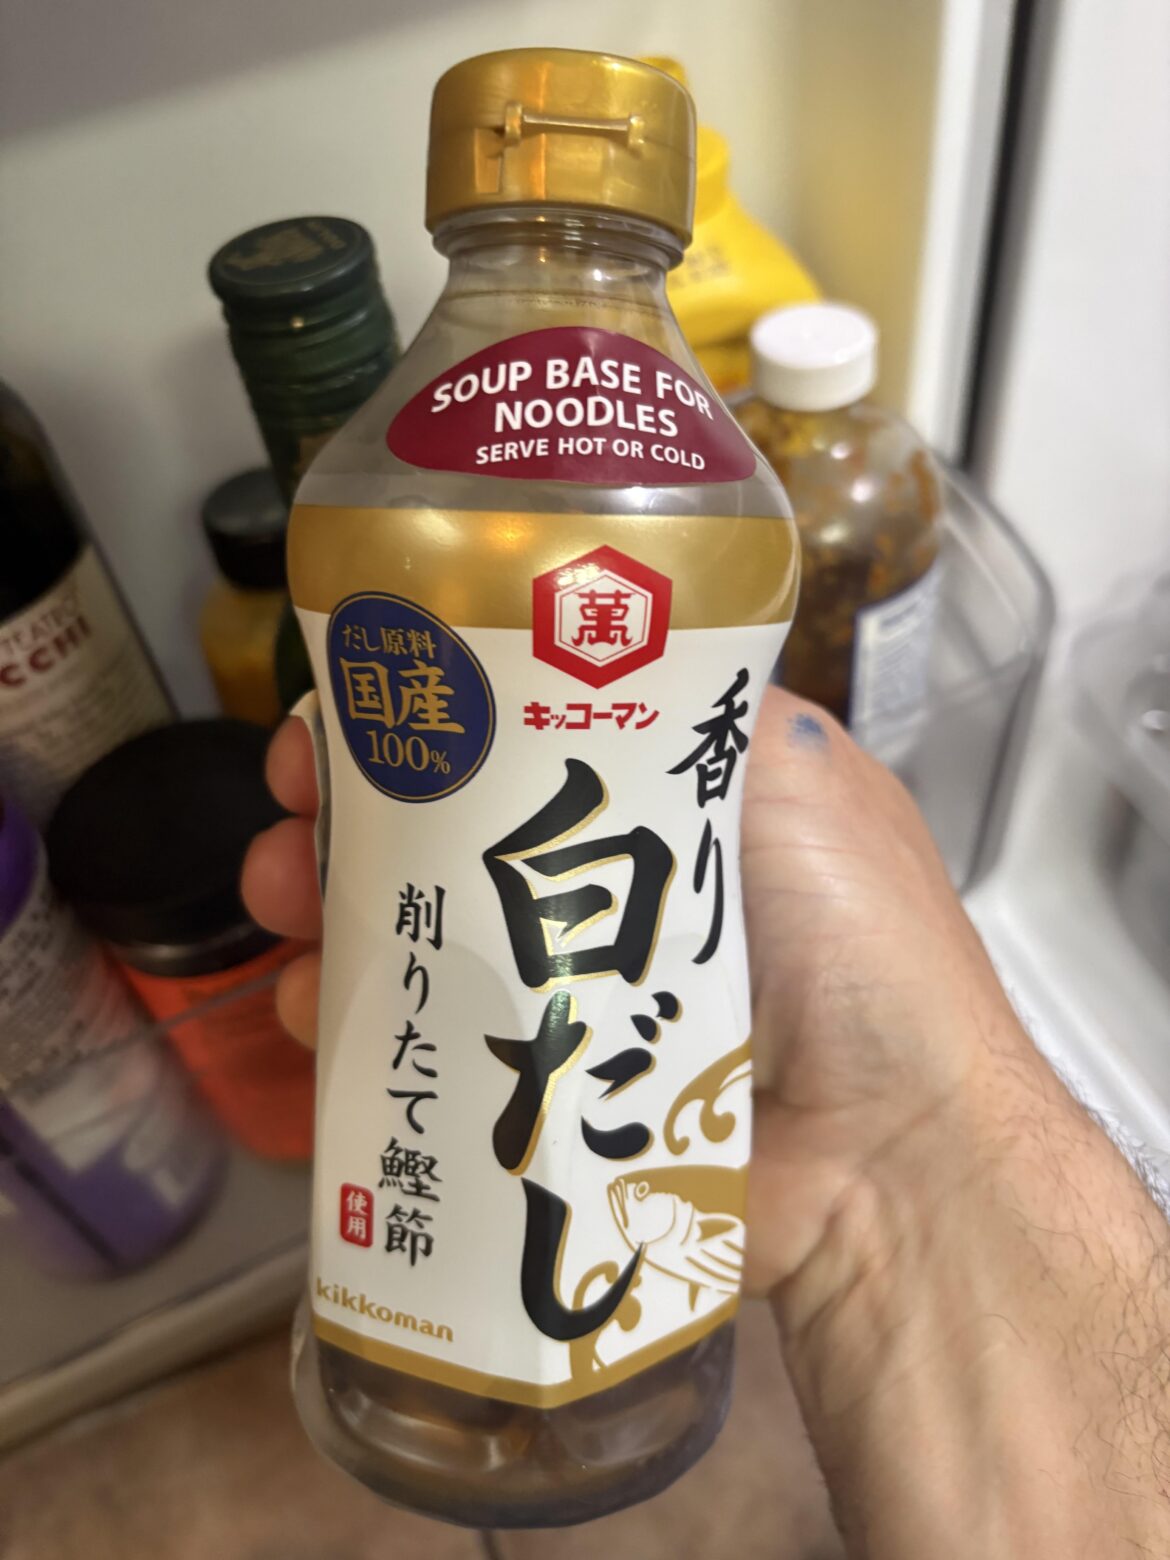 SOUP BASE FOR
NOODLES
SERVE HOT OR COLD
萬
キッコーマン
だし原料
国産
100%
香り
白だし
削りたて鰹節
使用
kikkoman
TEATRO
CCHI